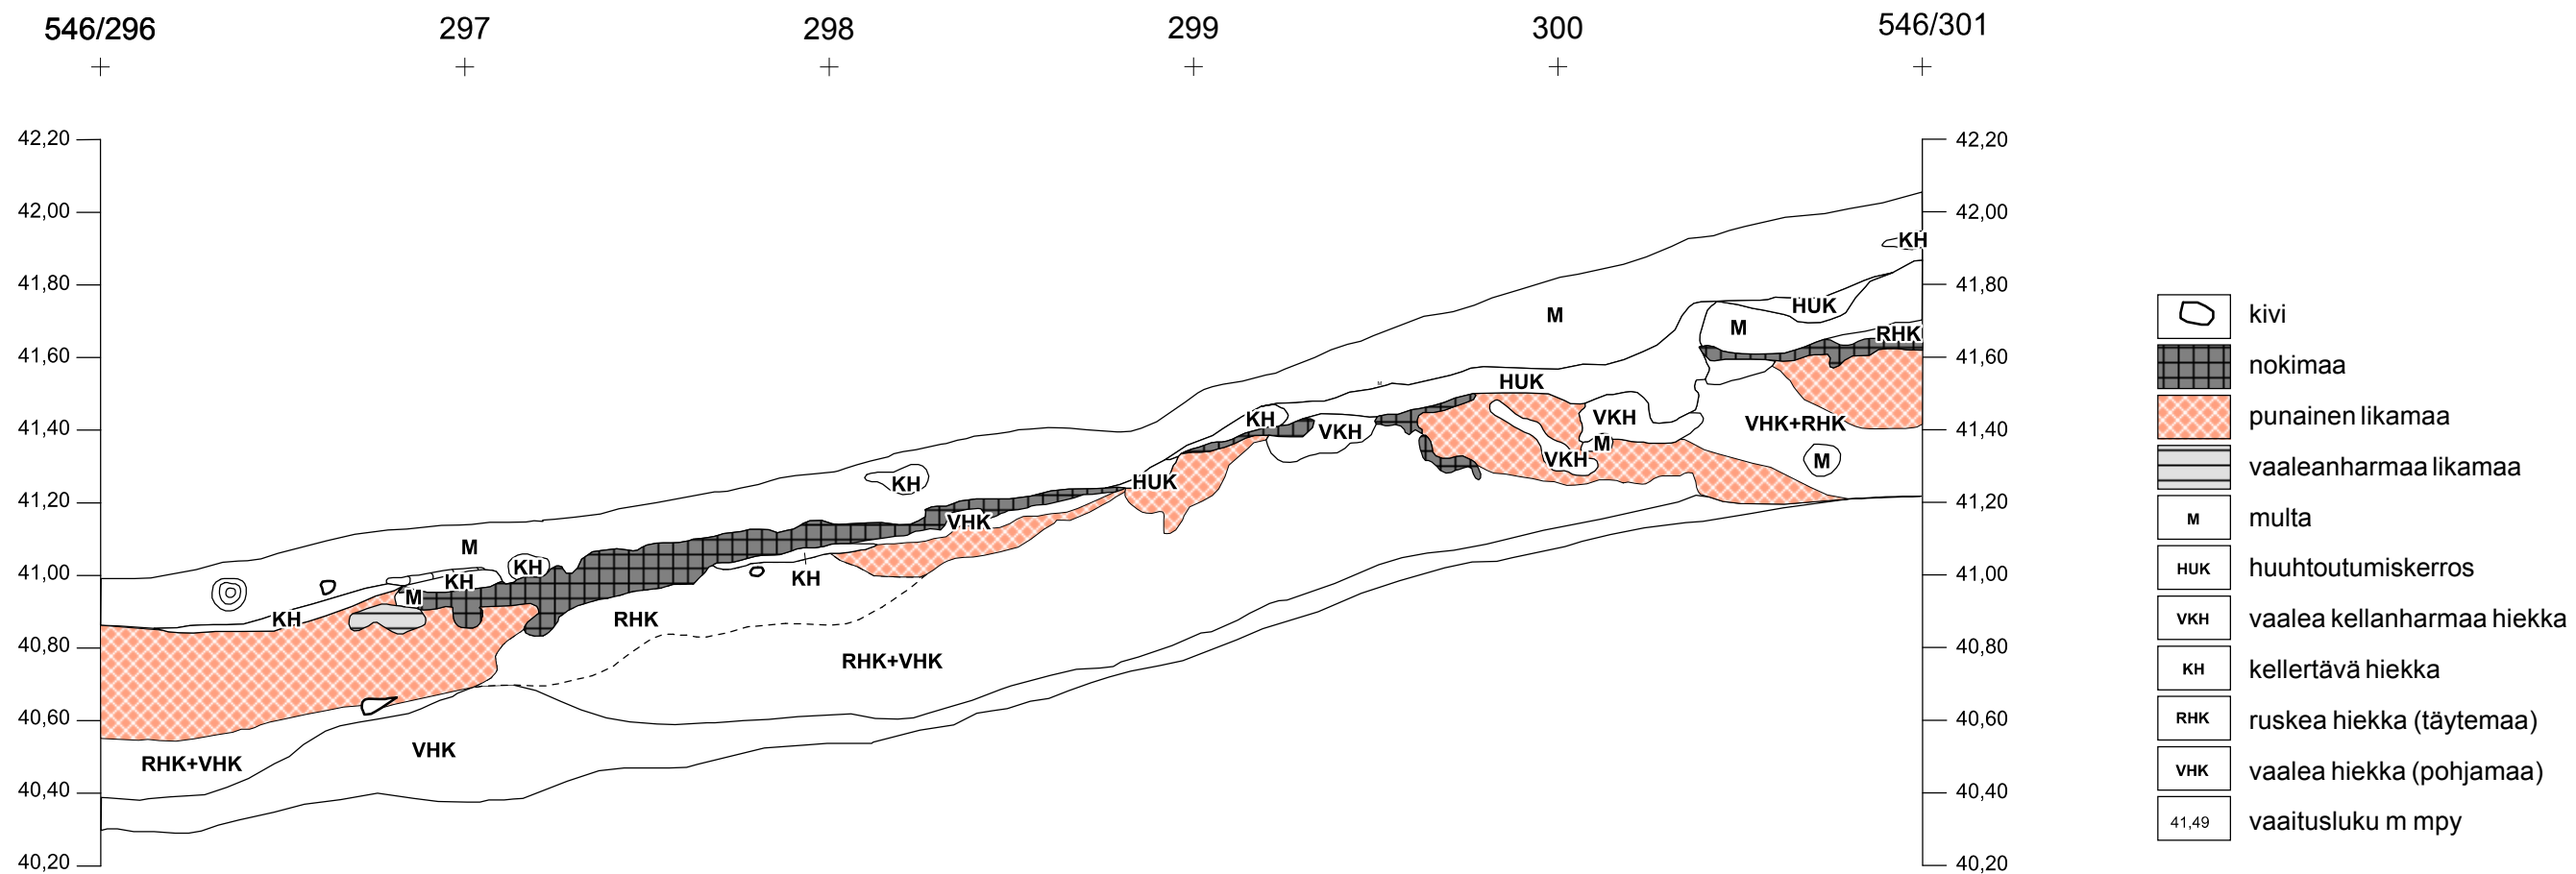 546/296 297 298 299 300 546/301
42,20 42,20
42,00 42,00
KH
41,80 41,80
HUK
M
M
RHK
41,60 41,60
M
HUK
KH VKH VHK+RHK
41,40 VKH 41,40
M
VKH M
KH HUK
41,20 41,20
VHK
M
KH
41,00 KH KH 41,00
M
KH RHK
40,80 40,80
RHK+VHK
40,60 40,60
VHK
RHK+VHK
40,40 40,40
40,20 40,20
kivi
nokimaa
punainen likamaa
vaaleanharmaa likamaa
M multa
HUK huuhtoutumiskerros
VKH vaalea kellanharmaa hiekka
KH kellertävä hiekka
RHK ruskea hiekka (täytemaa)
VHK vaalea hiekka (pohjamaa)
41,49 vaaitusluku m mpy